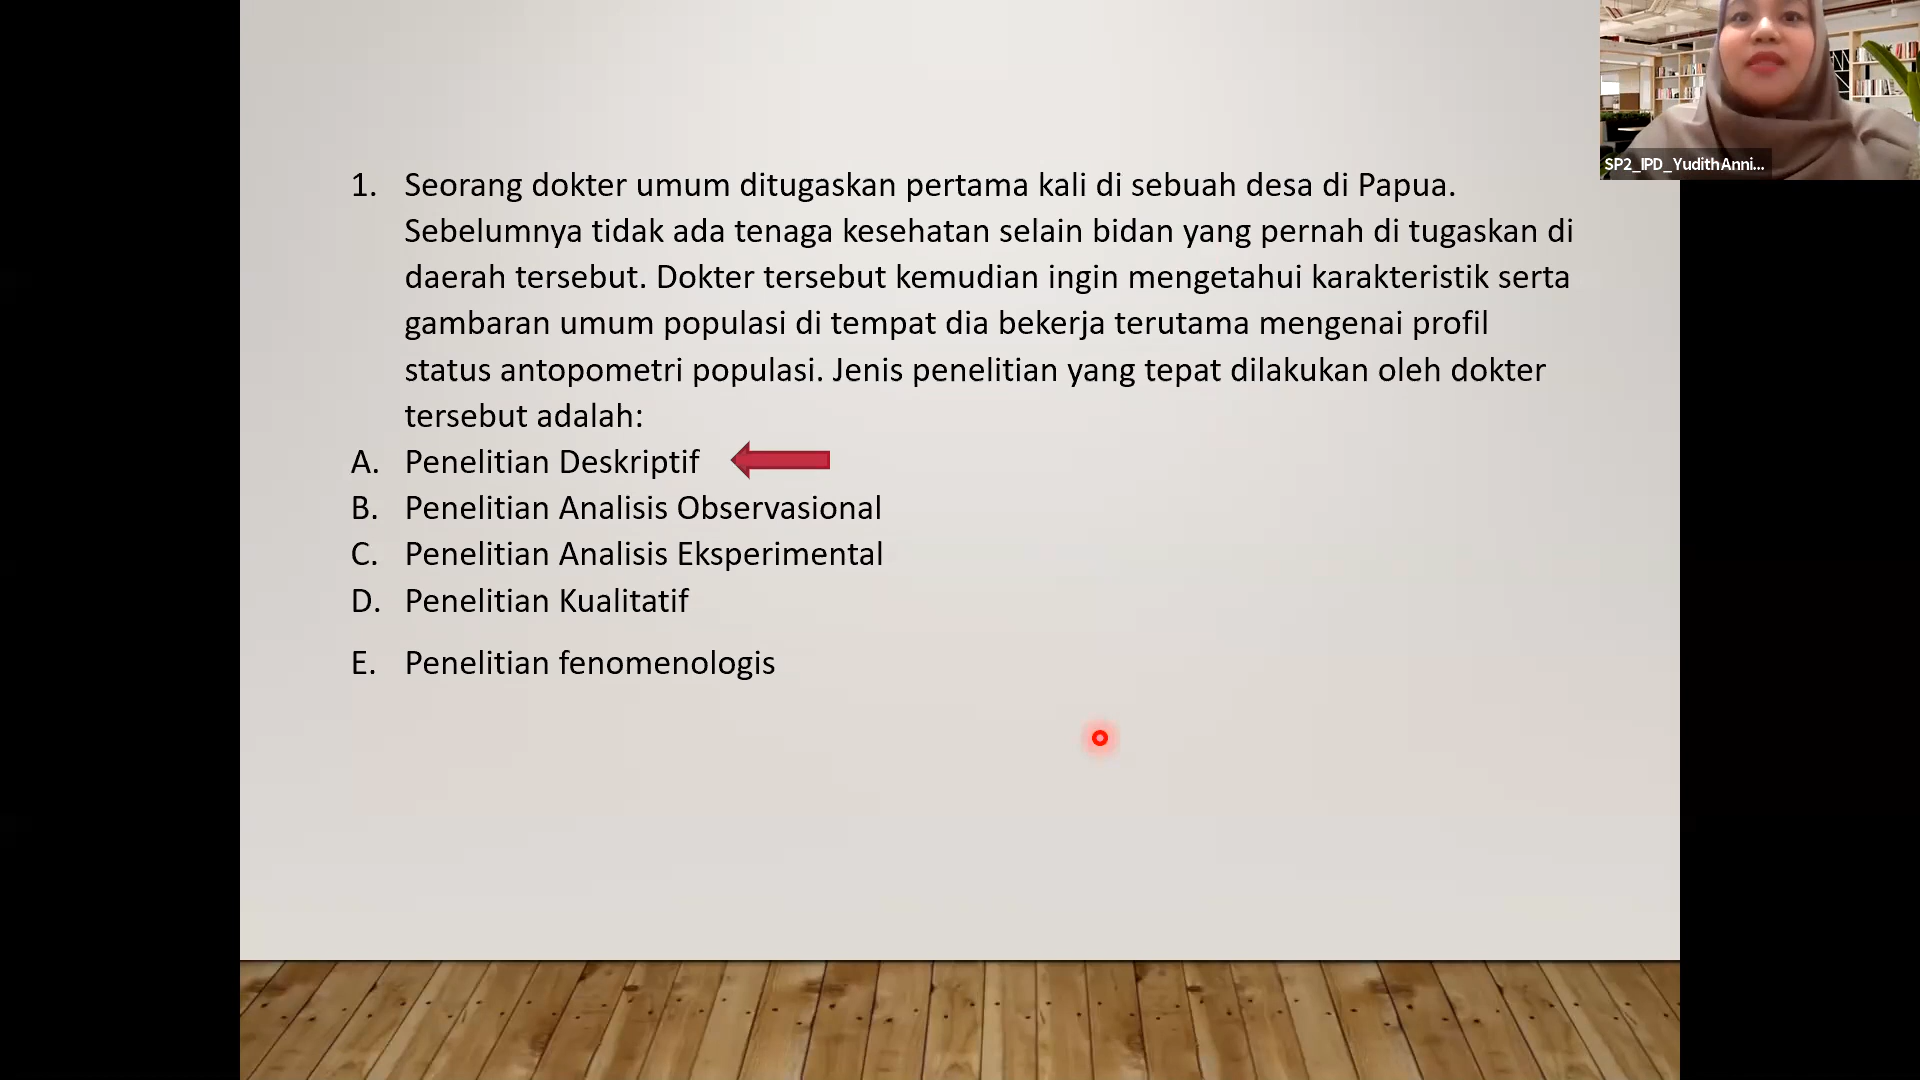 1. Seorang dokter umum ditugaskan pertama kali di sebuah desa di Papua.
Sebelumnya tidak ada tenaga kesehatan selain bidan yang pernah di tugaskan di
daerah tersebut. Dokter tersebut kemudian ingin mengetahui karakteristik serta
gambaran umum populasi di tempat dia bekerja terutama mengenai profil
status antopometri populasi. Jenis penelitian yang tepat dilakukan oleh dokter
tersebut adalah:
A. Penelitian Deskriptif
B. Penelitian Analisis Observasional
C. Penelitian Analisis Eksperimental
D. Penelitian Kualitatif
E. Penelitian fenomenologis
SP2_IPD_Yudith Anni...